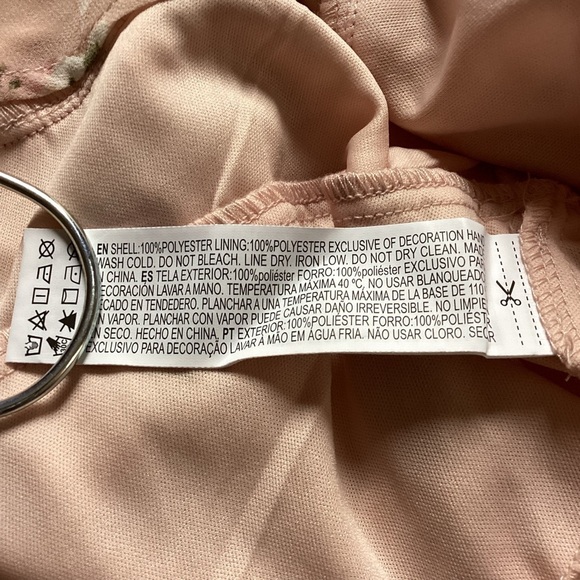 EN SHELL:100%POLYESTER LINING:100%POLYESTER EXCLUSIVE OF DECORATION HAN
WASH COLD. DO NOT BLEACH. LINE DRY. IRON LOW. DO NOT DRY CLEAN. MAD
IN CHINA. ES TELA EXTERIOR:100%poliéster FORRO:100%poliéster EXCLUSIVO PAR
DECORACIÓN LAVAR A MANO. TEMPERATURA MÁXIMA 40 ºC, NO USAR BLANQUEADO
ECADO EN TENDEDERO. PLANCHAR A UNA TEMPERATURA MÁXIMA DE LA BASE DE 110
N VAPOR. PLANCHAR CON VAPOR PUEDE CAUSAR DAÑO IRREVERSIBLE. NO LIMPIE
EN SECO. HECHO EN CHINA. PT EXTERIOR:100%POLIÉSTER FORRO:100%POLIÉST
EXCLUSIVO PARA DECORAÇÃO LAVAR À MÃO EM ÁGUA FRIA. NÃO USAR CLORO. SECAR